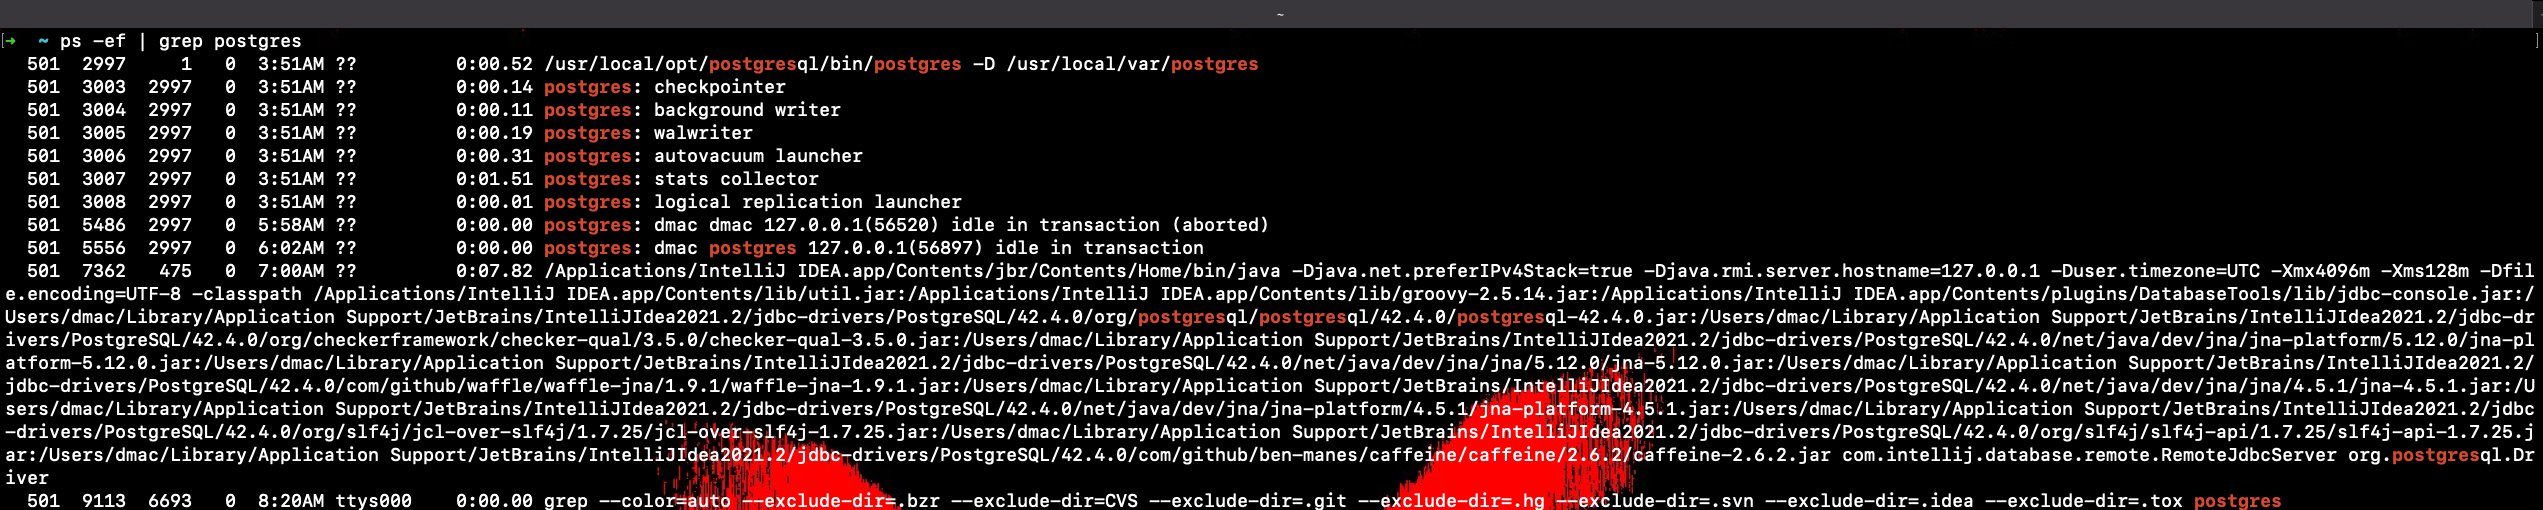 ~
➜  ~ ps -ef | grep postgres
501  2997     1   0  3:51AM ??         0:00.52 /usr/local/opt/postgresql/bin/postgres -D /usr/local/var/postgres
501  3003  2997   0  3:51AM ??         0:00.14 postgres: checkpointer
501  3004  2997   0  3:51AM ??         0:00.11 postgres: background writer
501  3005  2997   0  3:51AM ??         0:00.19 postgres: walwriter
501  3006  2997   0  3:51AM ??         0:00.31 postgres: autovacuum launcher
501  3007  2997   0  3:51AM ??         0:01.51 postgres: stats collector
501  3008  2997   0  3:51AM ??         0:00.01 postgres: logical replication launcher
501  5486  2997   0  5:58AM ??         0:00.00 postgres: dmac dmac 127.0.0.1(56520) idle in transaction (aborted)
501  5556  2997   0  6:02AM ??         0:00.00 postgres: dmac postgres 127.0.0.1(56897) idle in transaction
501  7362   475   0  7:00AM ??         0:07.82 /Applications/IntelliJ IDEA.app/Contents/jbr/Contents/Home/bin/java -Djava.net.preferIPv4Stack=true -Djava.rmi.server.hostname=127.0.0.1 -Duser.timezone=UTC -Xmx4096m -Xms128m -Dfil
e.encoding=UTF-8 -classpath /Applications/IntelliJ IDEA.app/Contents/lib/util.jar:/Applications/IntelliJ IDEA.app/Contents/lib/groovy-2.5.14.jar:/Applications/IntelliJ IDEA.app/Contents/plugins/DatabaseTools/lib/jdbc-console.jar:/
Users/dmac/Library/Application Support/JetBrains/IntelliJIdea2021.2/jdbc-drivers/PostgreSQL/42.4.0/org/postgresql/postgresql/42.4.0/postgresql-42.4.0.jar:/Users/dmac/Library/Application Support/JetBrains/IntelliJIdea2021.2/jdbc-dr
ivers/PostgreSQL/42.4.0/org/checkerframework/checker-qual/3.5.0/checker-qual-3.5.0.jar:/Users/dmac/Library/Application Support/JetBrains/IntelliJIdea2021.2/jdbc-drivers/PostgreSQL/42.4.0/net/java/dev/jna/jna-platform/5.12.0/jna-pl
atform-5.12.0.jar:/Users/dmac/Library/Application Support/JetBrains/IntelliJIdea2021.2/jdbc-drivers/PostgreSQL/42.4.0/net/java/dev/jna/jna/5.12.0/jna-5.12.0.jar:/Users/dmac/Library/Application Support/JetBrains/IntelliJIdea2021.2/
jdbc-drivers/PostgreSQL/42.4.0/com/github/waffle/waffle-jna/1.9.1/waffle-jna-1.9.1.jar:/Users/dmac/Library/Application Support/JetBrains/IntelliJIdea2021.2/jdbc-drivers/PostgreSQL/42.4.0/net/java/dev/jna/jna/4.5.1/jna-4.5.1.jar:/U
sers/dmac/Library/Application Support/JetBrains/IntelliJIdea2021.2/jdbc-drivers/PostgreSQL/42.4.0/net/java/dev/jna/jna-platform/4.5.1/jna-platform-4.5.1.jar:/Users/dmac/Library/Application Support/JetBrains/IntelliJIdea2021.2/jdbc
-drivers/PostgreSQL/42.4.0/org/slf4j/jcl-over-slf4j/1.7.25/jcl-over-slf4j-1.7.25.jar:/Users/dmac/Library/Application Support/JetBrains/IntelliJIdea2021.2/jdbc-drivers/PostgreSQL/42.4.0/org/slf4j/slf4j-api/1.7.25/slf4j-api-1.7.25.j
ar:/Users/dmac/Library/Application Support/JetBrains/IntelliJIdea2021.2/jdbc-drivers/PostgreSQL/42.4.0/com/github/ben-manes/caffeine/caffeine/2.6.2/caffeine-2.6.2.jar com.intellij.database.remote.RemoteJdbcServer org.postgresql.Dr
iver
501  9113  6693   0  8:20AM ttys000    0:00.00 grep --color=auto --exclude-dir=.bzr --exclude-dir=CVS --exclude-dir=.git --exclude-dir=.hg --exclude-dir=.svn --exclude-dir=.idea --exclude-dir=.tox postgres